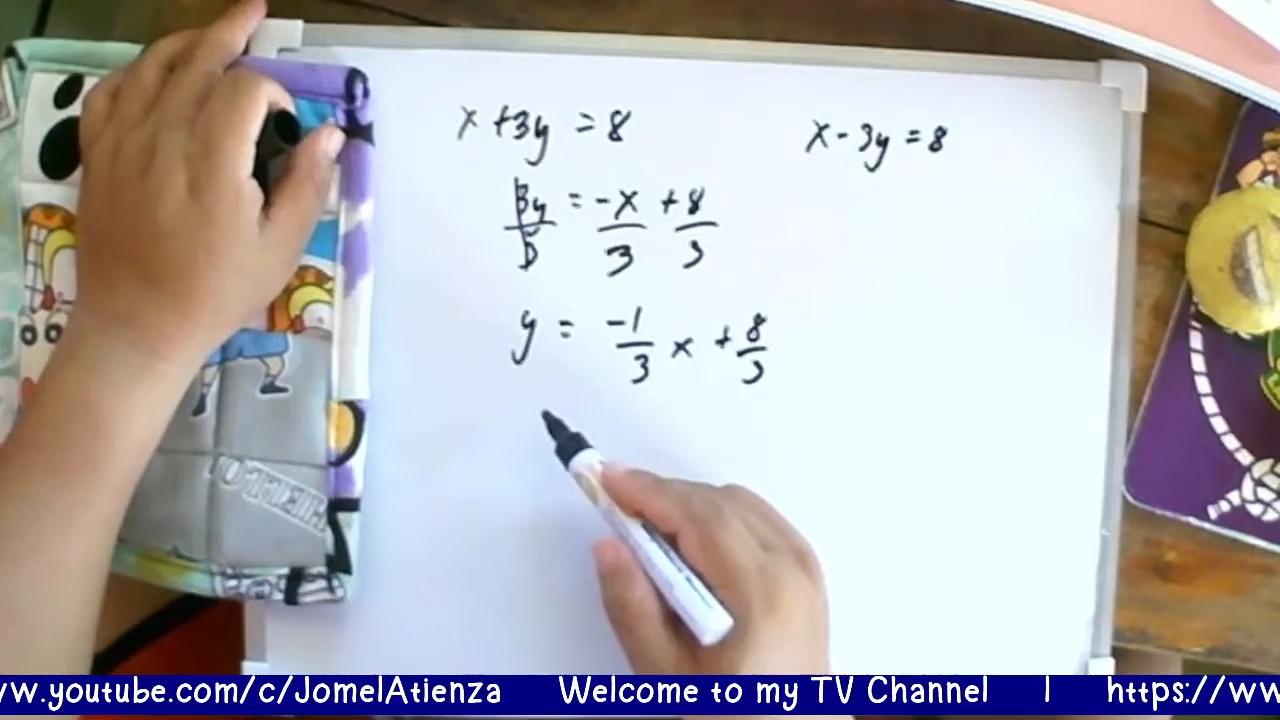 x + 3y = 8
x - 3y = 8
3y/3 = -x/3 + 8/3
y = -1/3 x + 8/3
ww.youtube.com/c/JomelAtienza Welcome to my TV Channel | https://ww